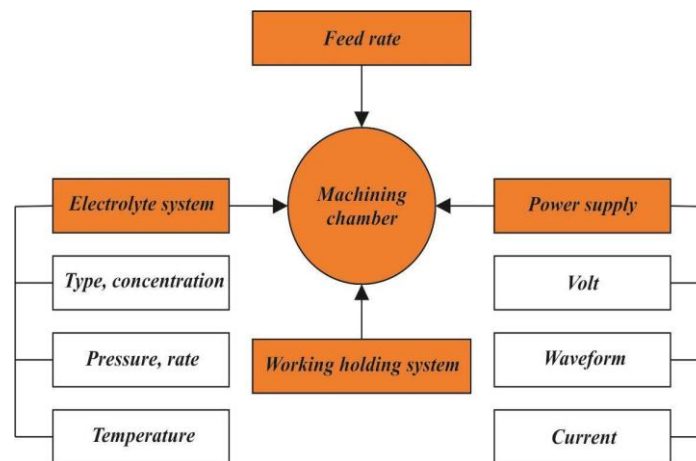 Feed rate
Electrolyte system
Machining
chamber
Power supply
Type, concentration
Volt
Pressure, rate
Working holding system
Waveform
Temperature
Current